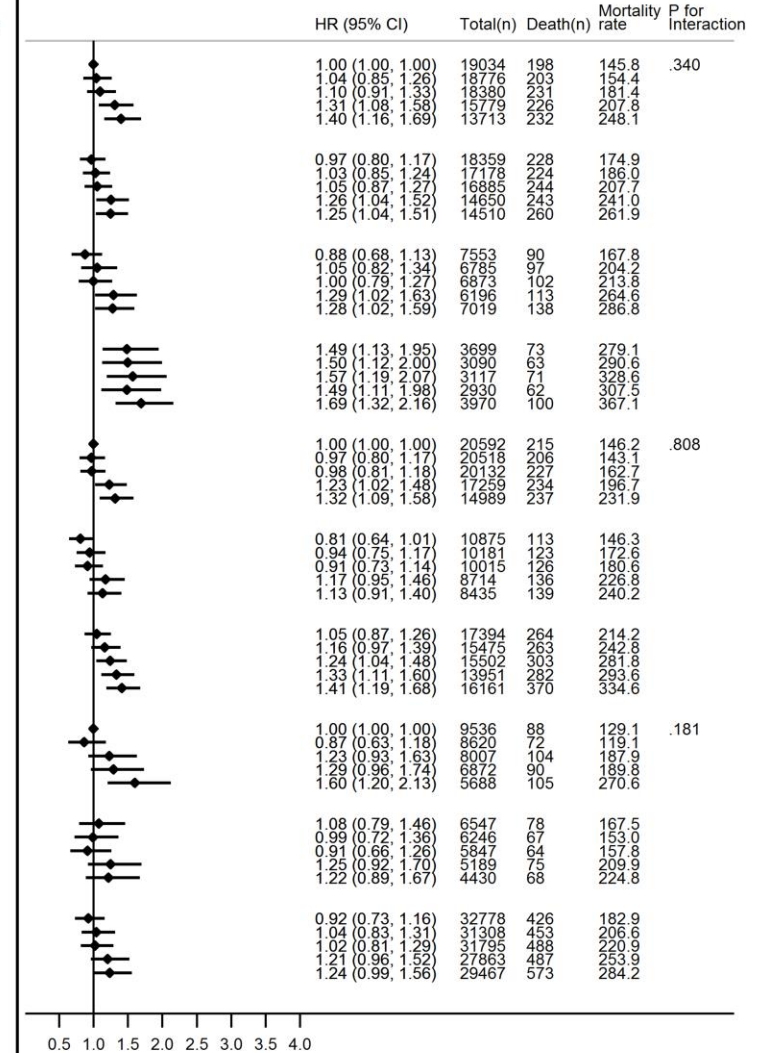 HR (95% CI) Total(n) Death(n) Mortality rate P for Interaction
1.00 (1.00, 1.00) 19034 198 145.8 .340
1.04 (0.85, 1.26) 18776 203 154.4
1.10 (0.91, 1.33) 18380 231 181.4
1.31 (1.08, 1.58) 15779 226 207.8
1.40 (1.16, 1.69) 13713 232 248.1
0.97 (0.80, 1.17) 18359 228 174.9
1.03 (0.85, 1.24) 17178 224 186.0
1.05 (0.87, 1.27) 16885 244 207.7
1.26 (1.04, 1.52) 14650 243 241.0
1.25 (1.04, 1.51) 14510 260 261.9
0.88 (0.68, 1.13) 7553 90 167.8
1.05 (0.82, 1.34) 6785 97 204.2
1.00 (0.79, 1.27) 6873 102 213.8
1.29 (1.02, 1.63) 6196 113 264.6
1.28 (1.02, 1.59) 7019 138 286.8
1.49 (1.13, 1.95) 3699 73 279.1
1.50 (1.12, 2.00) 3090 63 290.6
1.57 (1.19, 2.07) 3117 71 328.6
1.49 (1.11, 1.98) 2930 62 307.5
1.69 (1.32, 2.16) 3970 100 367.1
1.00 (1.00, 1.00) 20592 215 146.2 .808
0.97 (0.80, 1.17) 20518 206 143.1
0.98 (0.81, 1.18) 20132 227 162.7
1.23 (1.02, 1.48) 17259 234 196.7
1.32 (1.09, 1.58) 14989 237 231.9
0.81 (0.64, 1.01) 10875 113 146.3
0.94 (0.75, 1.17) 10181 123 172.6
0.91 (0.73, 1.14) 10015 126 180.6
1.17 (0.95, 1.46) 8714 136 226.8
1.13 (0.91, 1.40) 8435 139 240.2
1.05 (0.87, 1.26) 17394 264 214.2
1.16 (0.97, 1.39) 15475 263 242.8
1.24 (1.04, 1.48) 15502 303 281.8
1.33 (1.11, 1.60) 13951 282 293.6
1.41 (1.19, 1.68) 16161 370 334.6
1.00 (1.00, 1.00) 9536 88 129.1 .181
0.87 (0.63, 1.18) 8620 72 119.1
1.23 (0.93, 1.63) 8007 104 187.9
1.29 (0.96, 1.74) 6872 90 189.8
1.60 (1.20, 2.13) 5688 105 270.6
1.08 (0.79, 1.46) 6547 78 167.5
0.99 (0.72, 1.36) 6246 67 153.0
0.91 (0.66, 1.26) 5847 64 157.8
1.25 (0.92, 1.70) 5189 75 209.9
1.22 (0.89, 1.67) 4430 68 224.8
0.92 (0.73, 1.16) 32778 426 182.9
1.04 (0.83, 1.31) 31308 453 206.6
1.02 (0.81, 1.29) 31795 488 220.9
1.21 (0.96, 1.52) 27863 487 253.9
1.24 (0.99, 1.56) 29467 573 284.2
0.5 1.0 1.5 2.0 2.5 3.0 3.5 4.0